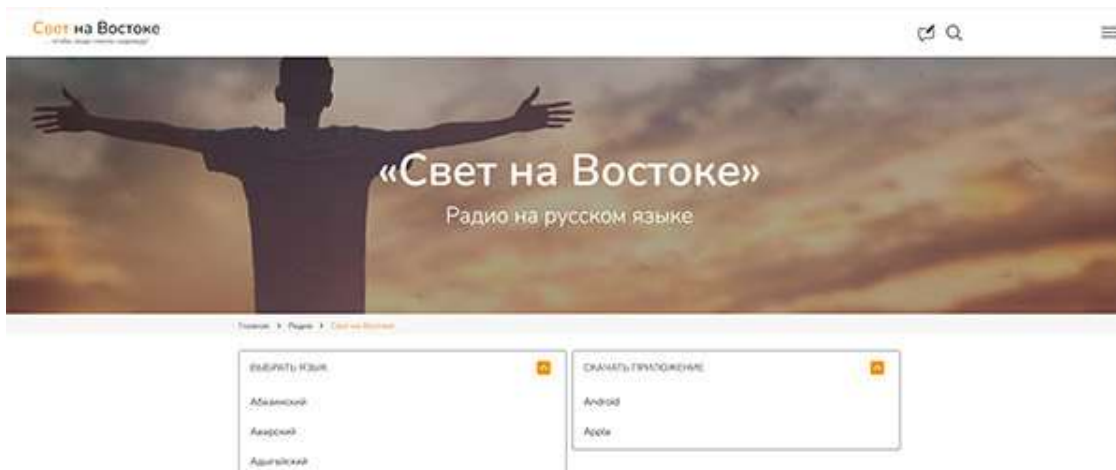 Свет на Востоке
«Свет на Востоке»
Радио на русском языке
Главная > Радио > Свет на Востоке
ВЫБРАТЬ ЯЗЫК
СКАЧАТЬ ПРИЛОЖЕНИЕ
Абазинский
Android
Аварский
Apple
Адыгейский